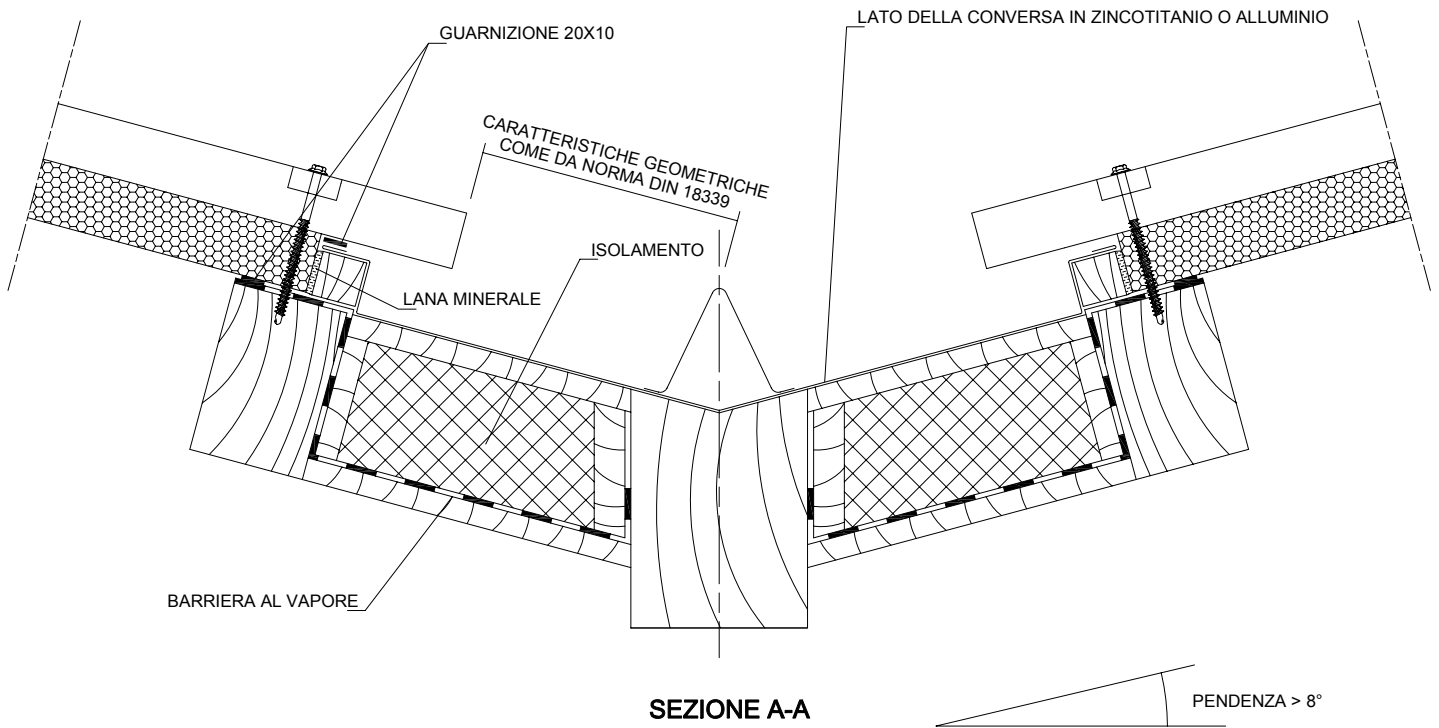 LATO DELLA CONVERSA IN ZINCOTITANIO O ALLUMINIO
GUARNIZIONE 20X10
CARATTERISTICHE GEOMETRICHE
COME DA NORMA DIN 18339
ISOLAMENTO
LANA MINERALE
BARRIERA AL VAPORE
SEZIONE A-A
PENDENZA > 8°